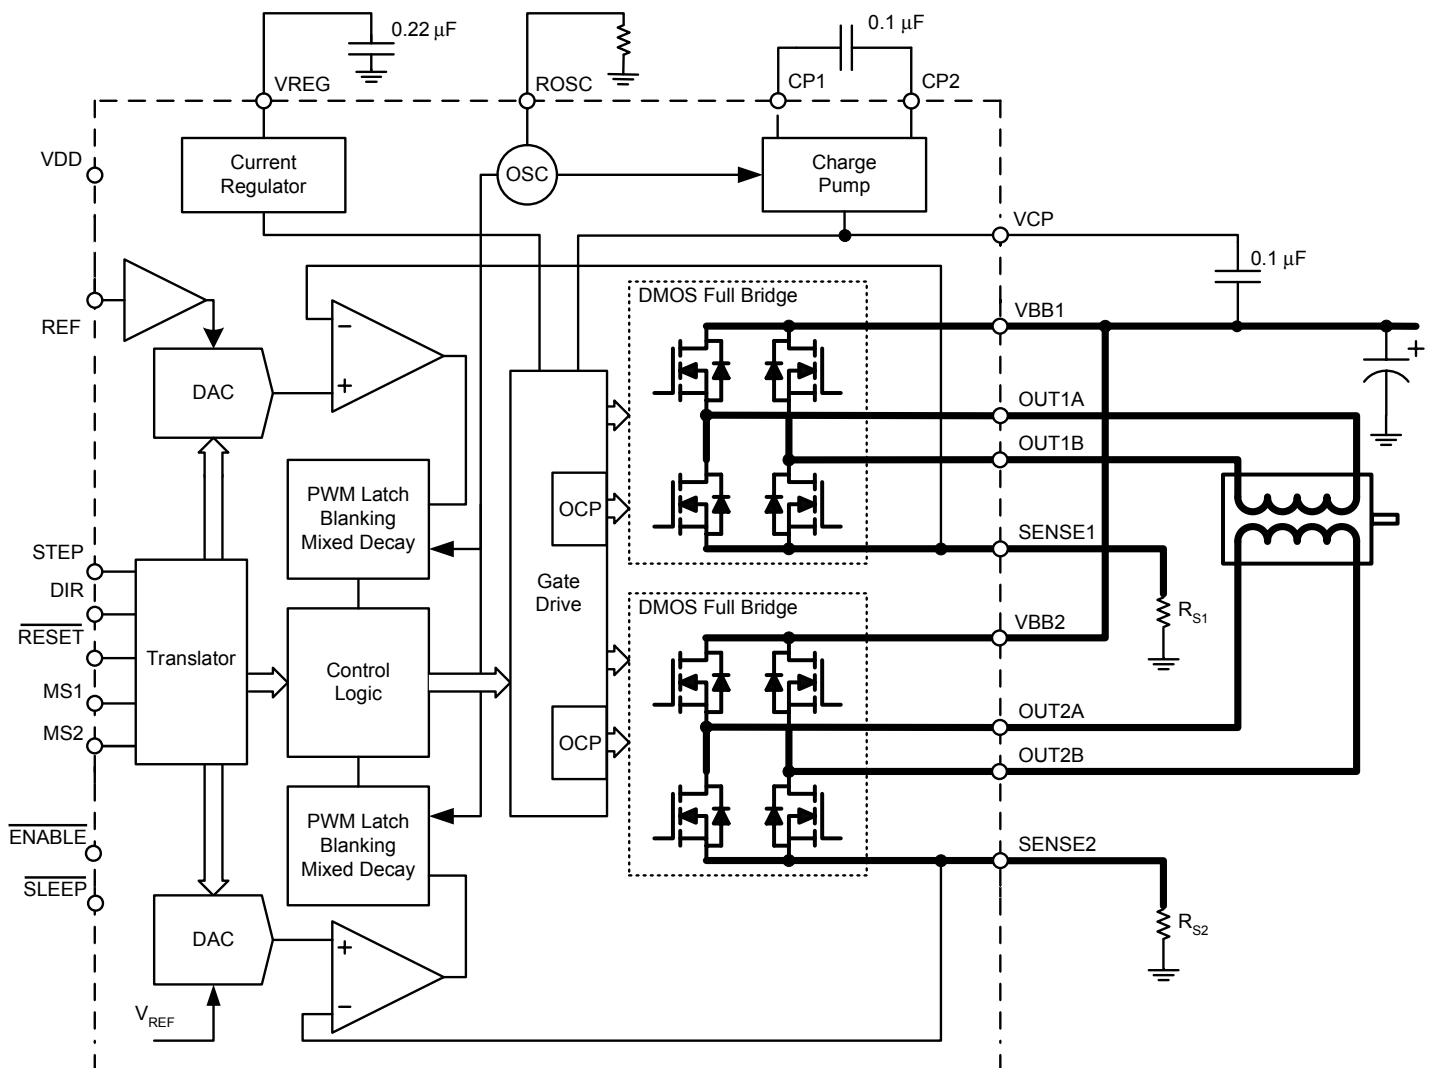 0.22 µF
0.1 µF
VREG
ROSC
CP1
CP2
VDD
Current
Regulator
OSC
Charge
Pump
VCP
0.1 µF
REF
DMOS Full Bridge
VBB1
−
+
+
DAC
OUT1A
OUT1B
PWM Latch
Blanking
Mixed Decay
OCP
SENSE1
STEP
DIR
RESET
MS1
MS2
Translator
Control
Logic
Gate
Drive
DMOS Full Bridge
RS1
VBB2
OUT2A
OCP
OUT2B
PWM Latch
Blanking
Mixed Decay
ENABLE
SLEEP
SENSE2
DAC
+
−
RS2
VREF